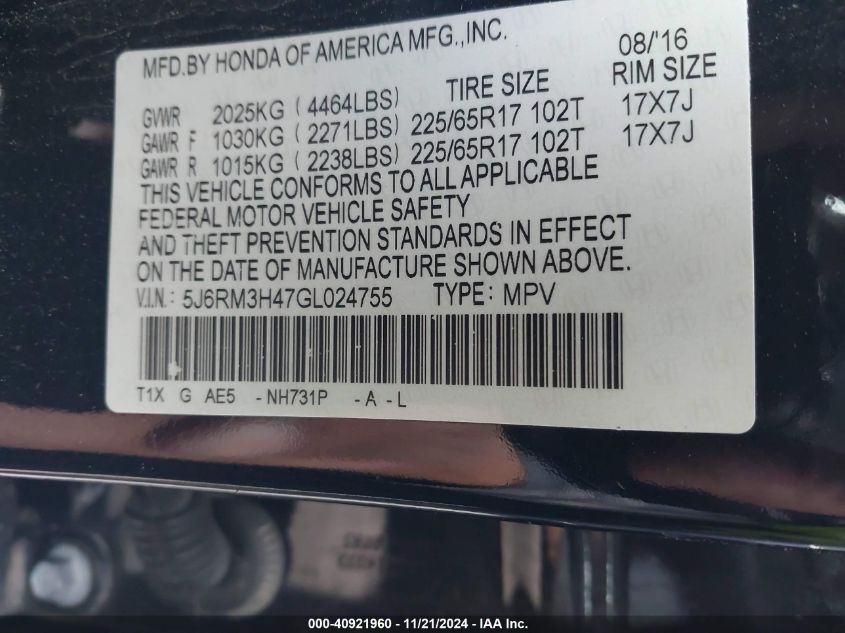 MFD.BY HONDA OF AMERICA MFG.,INC. 08/'16
TIRE SIZE RIM SIZE
GVWR 2025KG ( 4464LBS)
GAWR F 1030KG ( 2271LBS) 225/65R17 102T 17X7J
GAWR R 1015KG ( 2238LBS) 225/65R17 102T 17X7J
THIS VEHICLE CONFORMS TO ALL APPLICABLE
FEDERAL MOTOR VEHICLE SAFETY
AND THEFT PREVENTION STANDARDS IN EFFECT
ON THE DATE OF MANUFACTURE SHOWN ABOVE.
V.I.N.: 5J6RM3H47GL024755 TYPE: MPV
T1X G AE5 -NH731P -A -L
000-40921960 - 11/21/2024 - IAA Inc.